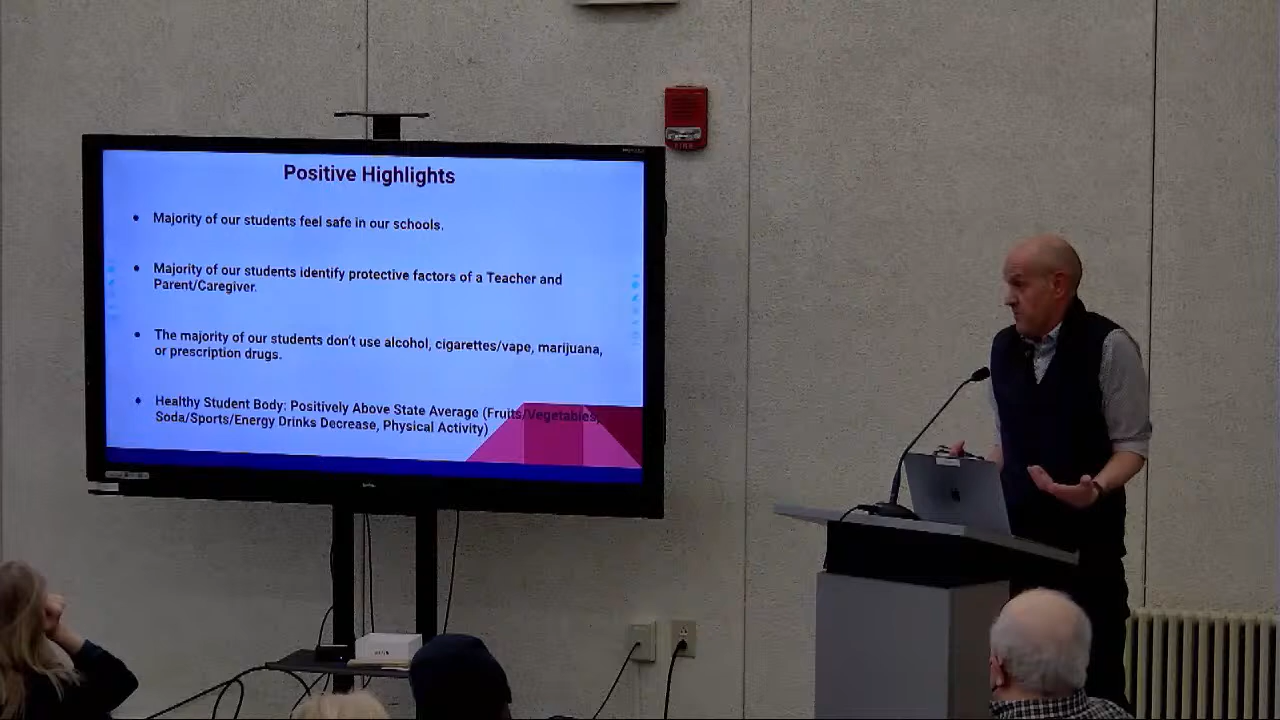 Positive Highlights
• Majority of our students feel safe in our schools.
• Majority of our students identify protective factors of a Teacher and
Parent/Caregiver.
• The majority of our students don't use alcohol, cigarettes/vape, marijuana,
or prescription drugs.
• Healthy Student Body: Positively Above State Average (Fruits/Vegetables,
Soda/Sports/Energy Drinks Decrease, Physical Activity)
FIRE